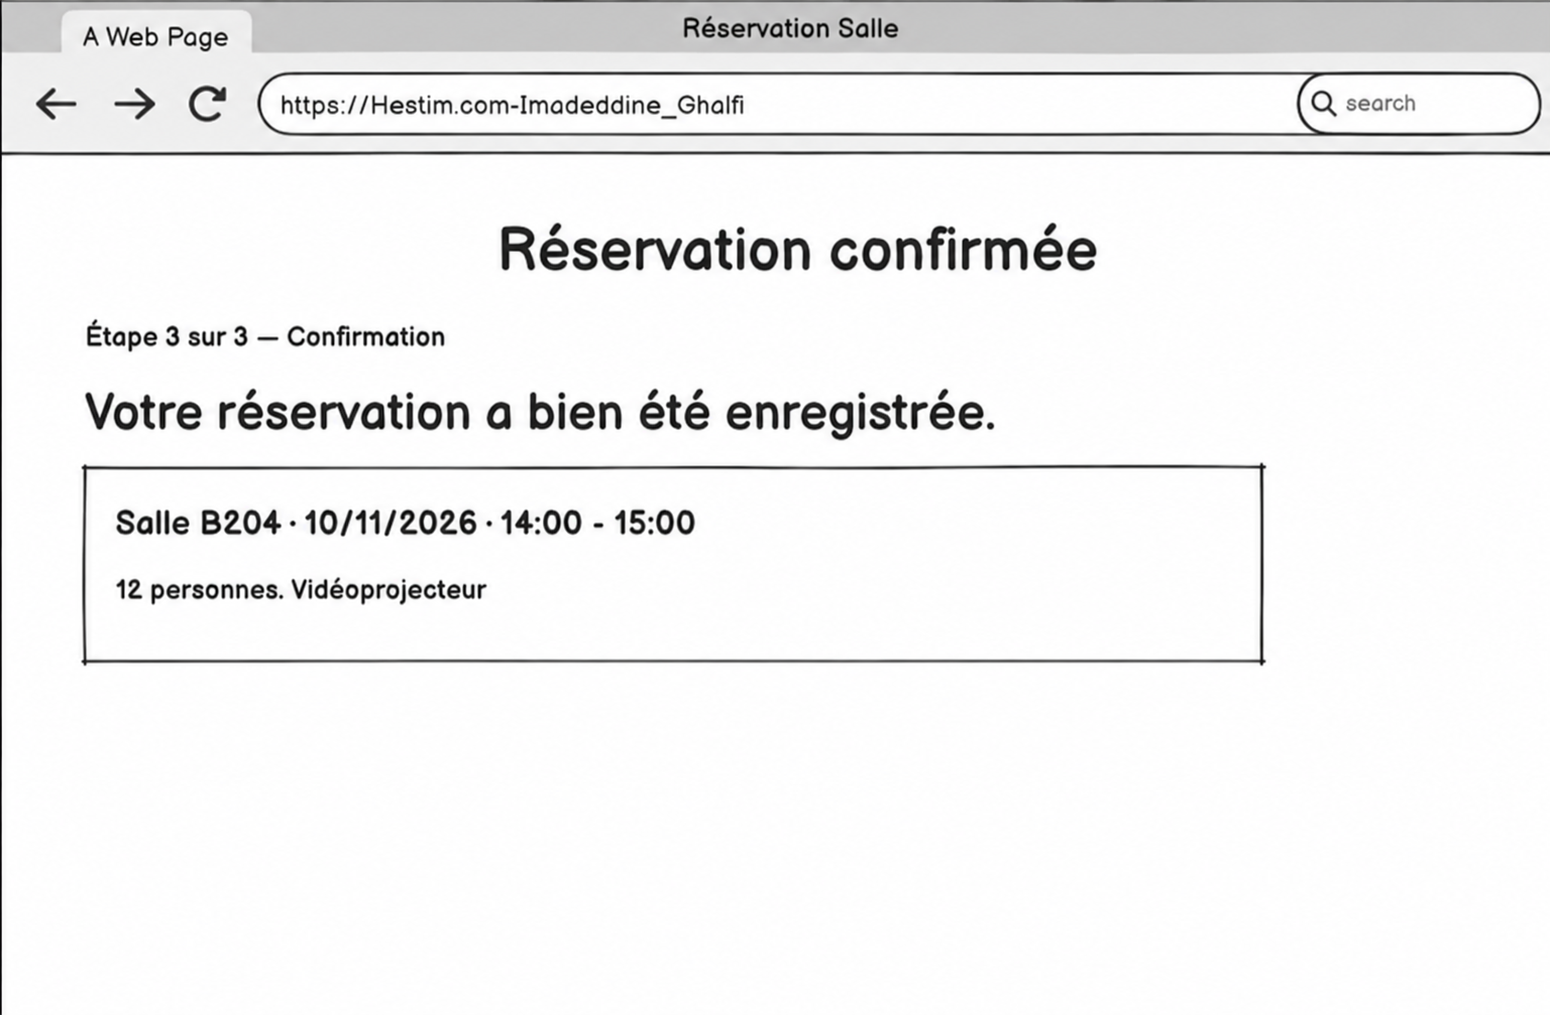 Réservation Salle
A Web Page
https://Hestim.com-Imadeddine_Ghalfi
search
Réservation confirmée
Étape 3 sur 3 — Confirmation
Votre réservation a bien été enregistrée.
Salle B204 · 10/11/2026 · 14:00 - 15:00
12 personnes. Vidéoprojecteur